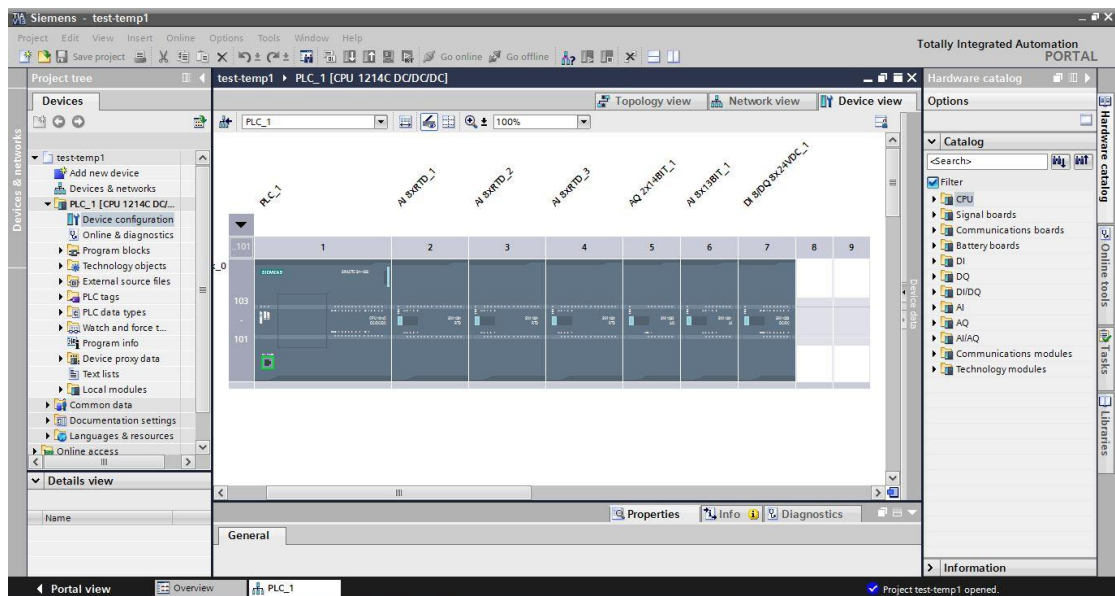 Siemens - test-temp1
Project Edit View Insert Online Options Tools Window Help
Save project Go online Go offline
Totally Integrated Automation
PORTAL
Project tree
Devices
Devices & networks
test-temp1
Add new device
Devices & networks
PLC_1 [CPU 1214C DC/...
Device configuration
Online & diagnostics
Program blocks
Technology objects
External source files
PLC tags
PLC data types
Watch and force t...
Program info
Device proxy data
Text lists
Local modules
Common data
Documentation settings
Languages & resources
Online access
Details view
Name
test-temp1 PLC_1 [CPU 1214C DC/DC/DC]
Topology view Network view Device view
PLC_1 100%
PLC_1
AI 8XRTD_1
AI 8XRTD_2
AI 8XRTD_3
AQ 2X14BIT_1
AI 8X13BIT_1
DI 8/DQ 8x24VDC_1
...101 1 2 3 4 5 6 7 8 9
SIEMENS
103
-
101
Device data
Properties Info Diagnostics
General
Hardware catalog
Options
Catalog
<Search>
Filter
CPU
Signal boards
Communications boards
Battery boards
DI
DQ
DI/DQ
AI
AQ
AI/AQ
Communications modules
Technology modules
Information
Hardware catalog
Online tools
Tasks
Libraries
Portal view Overview PLC_1
Project test-temp1 opened.